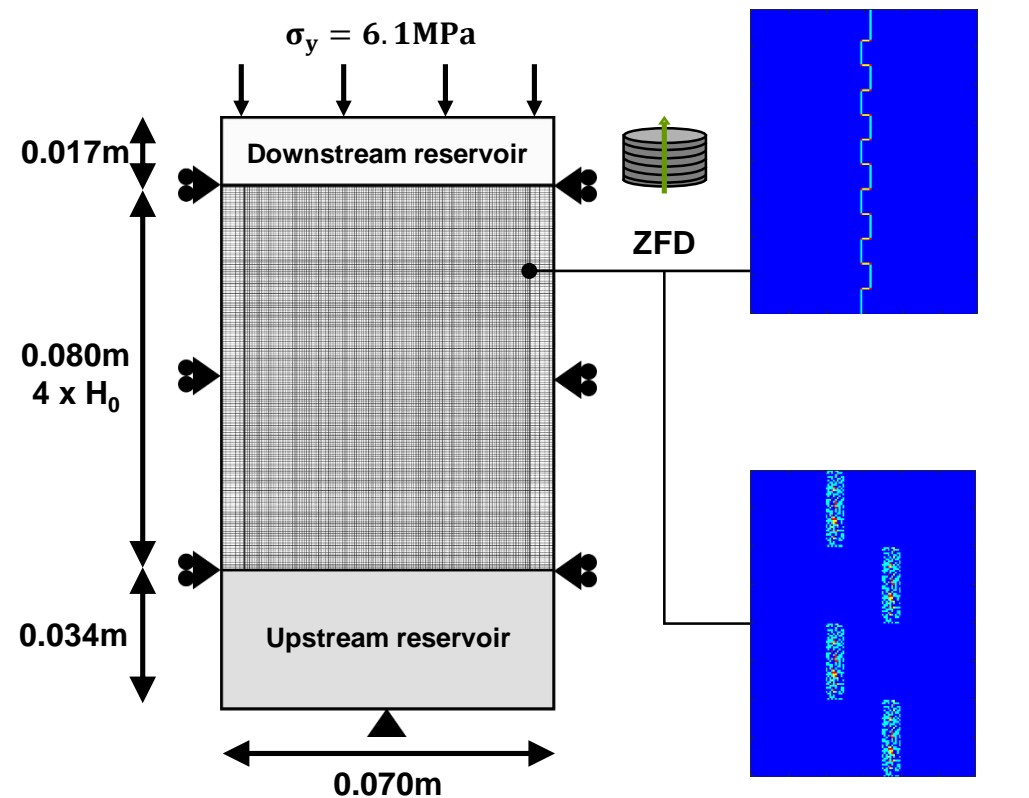 σy = 6.1MPa
0.017m
Downstream reservoir
ZFD
0.080m
4 x H0
0.034m
Upstream reservoir
0.070m